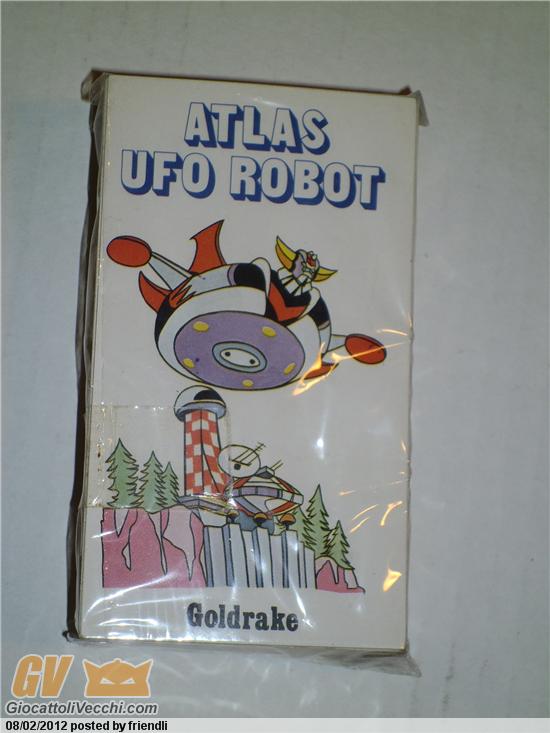 ATLAS
UFO ROBOT
Goldrake
GV
GiocattoliVecchi.com
08/02/2012 posted by friendli